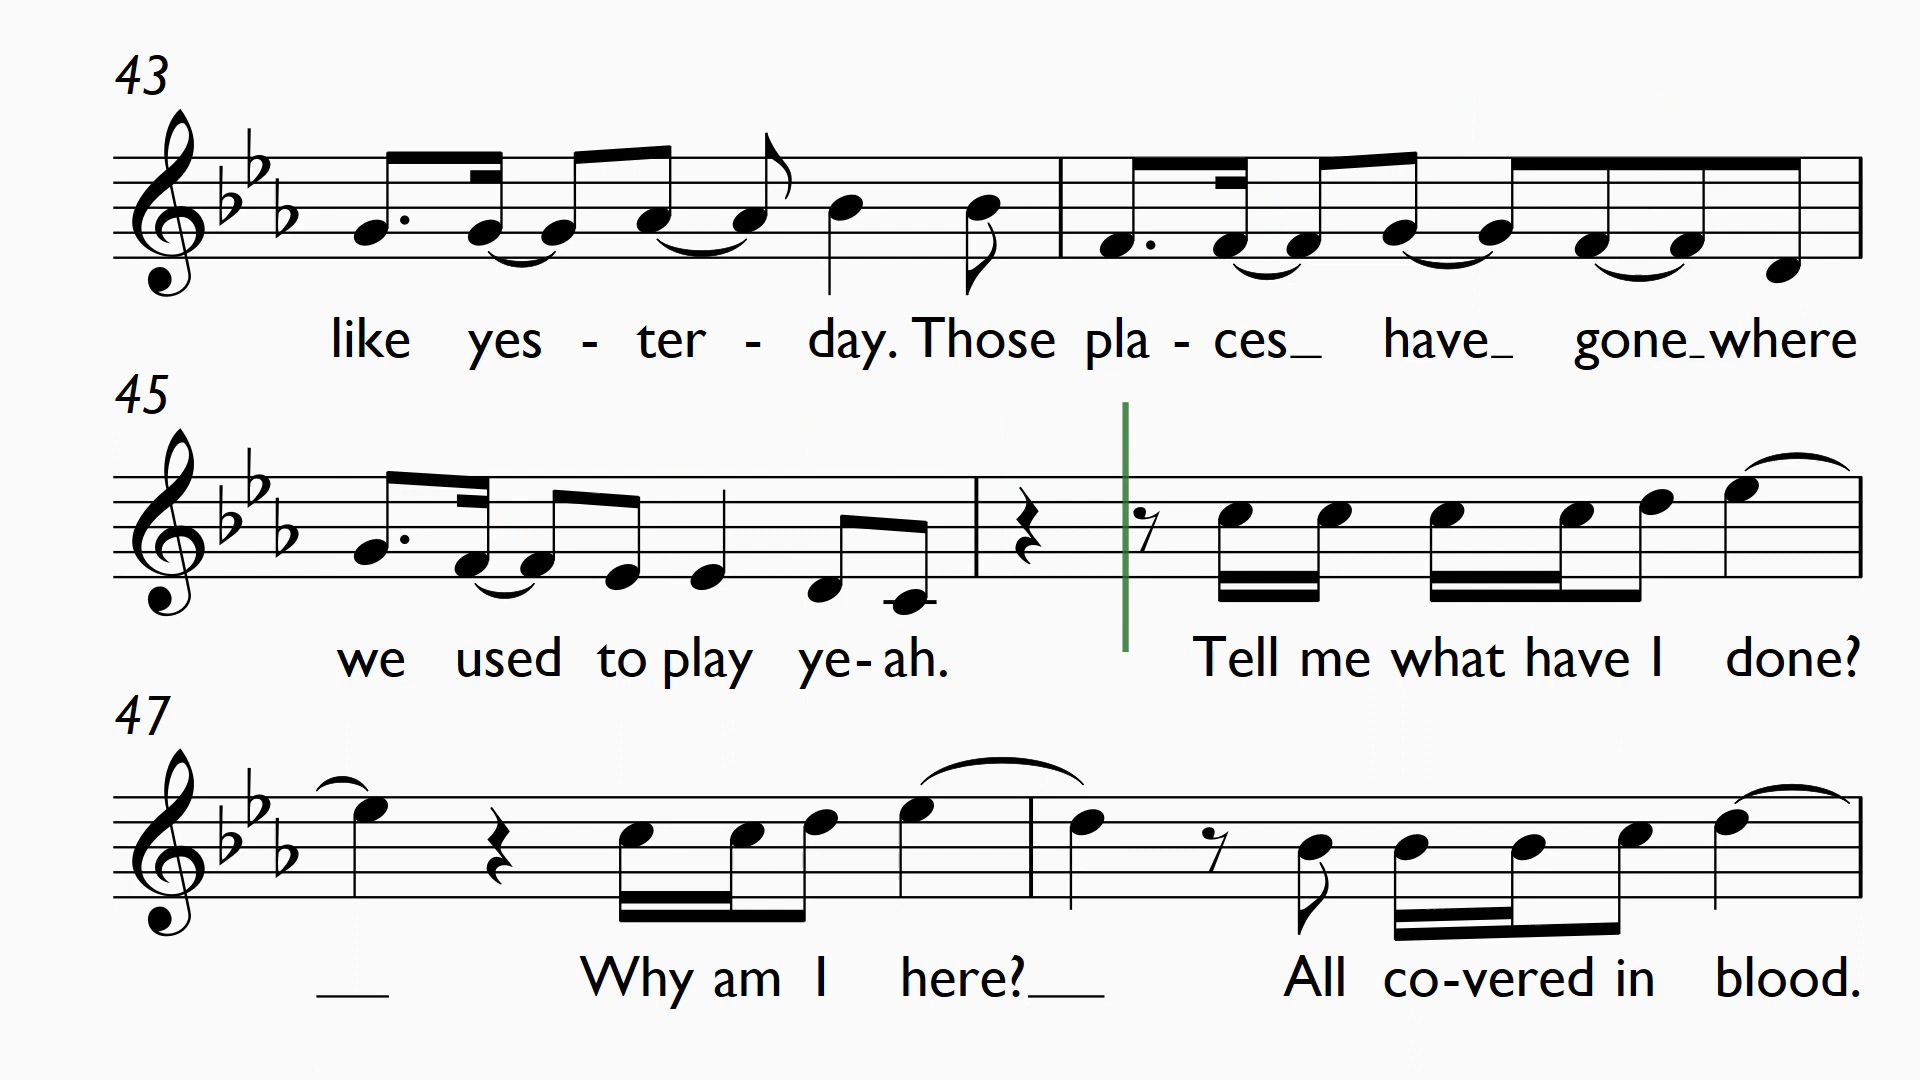 43
like yes - ter - day. Those pla - ces_ have_ gone_where
45
we used to play ye- ah. Tell me what have I done?
47
__ Why am I here?__ All co-vered in blood.